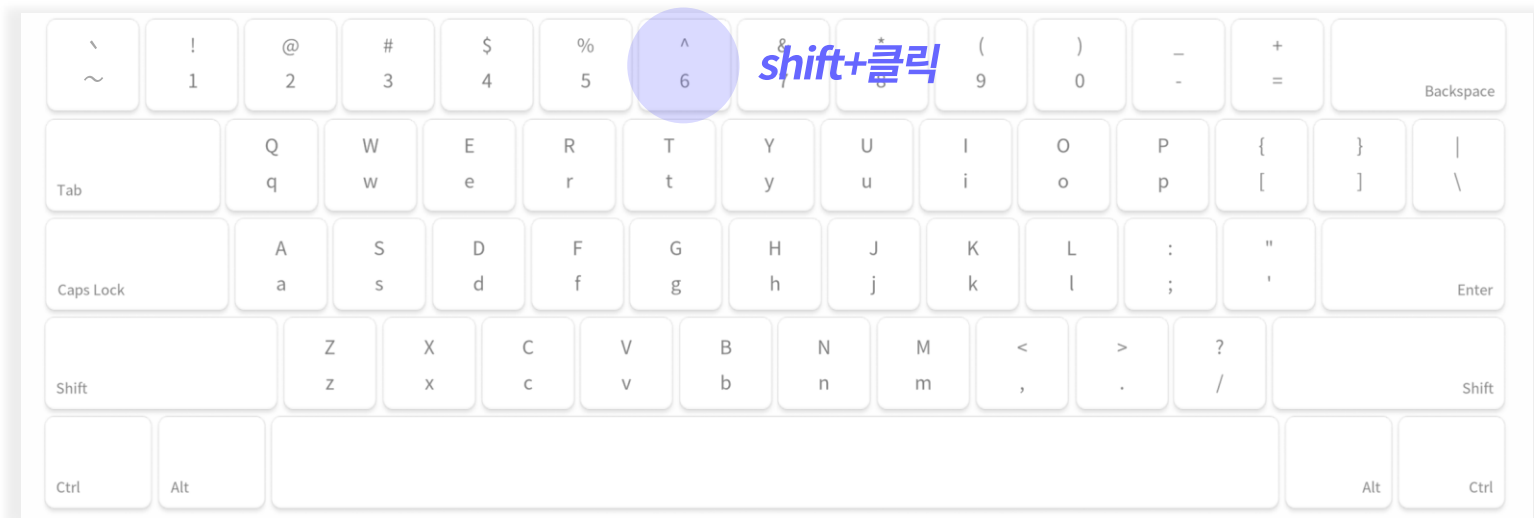 、 ! @ # $ % ^ & * shift+클릭 ( ) _ +
～ 1 2 3 4 5 6 9 0 - = Backspace
Q W E R T Y U I O P { } |
Tab q w e r t y u i o p [ ] \
A S D F G H J K L : "
Caps Lock a s d f g h j k l ; ' Enter
Z X C V B N M < > ?
Shift z x c v b n m , . / Shift
Ctrl Alt Alt Ctrl